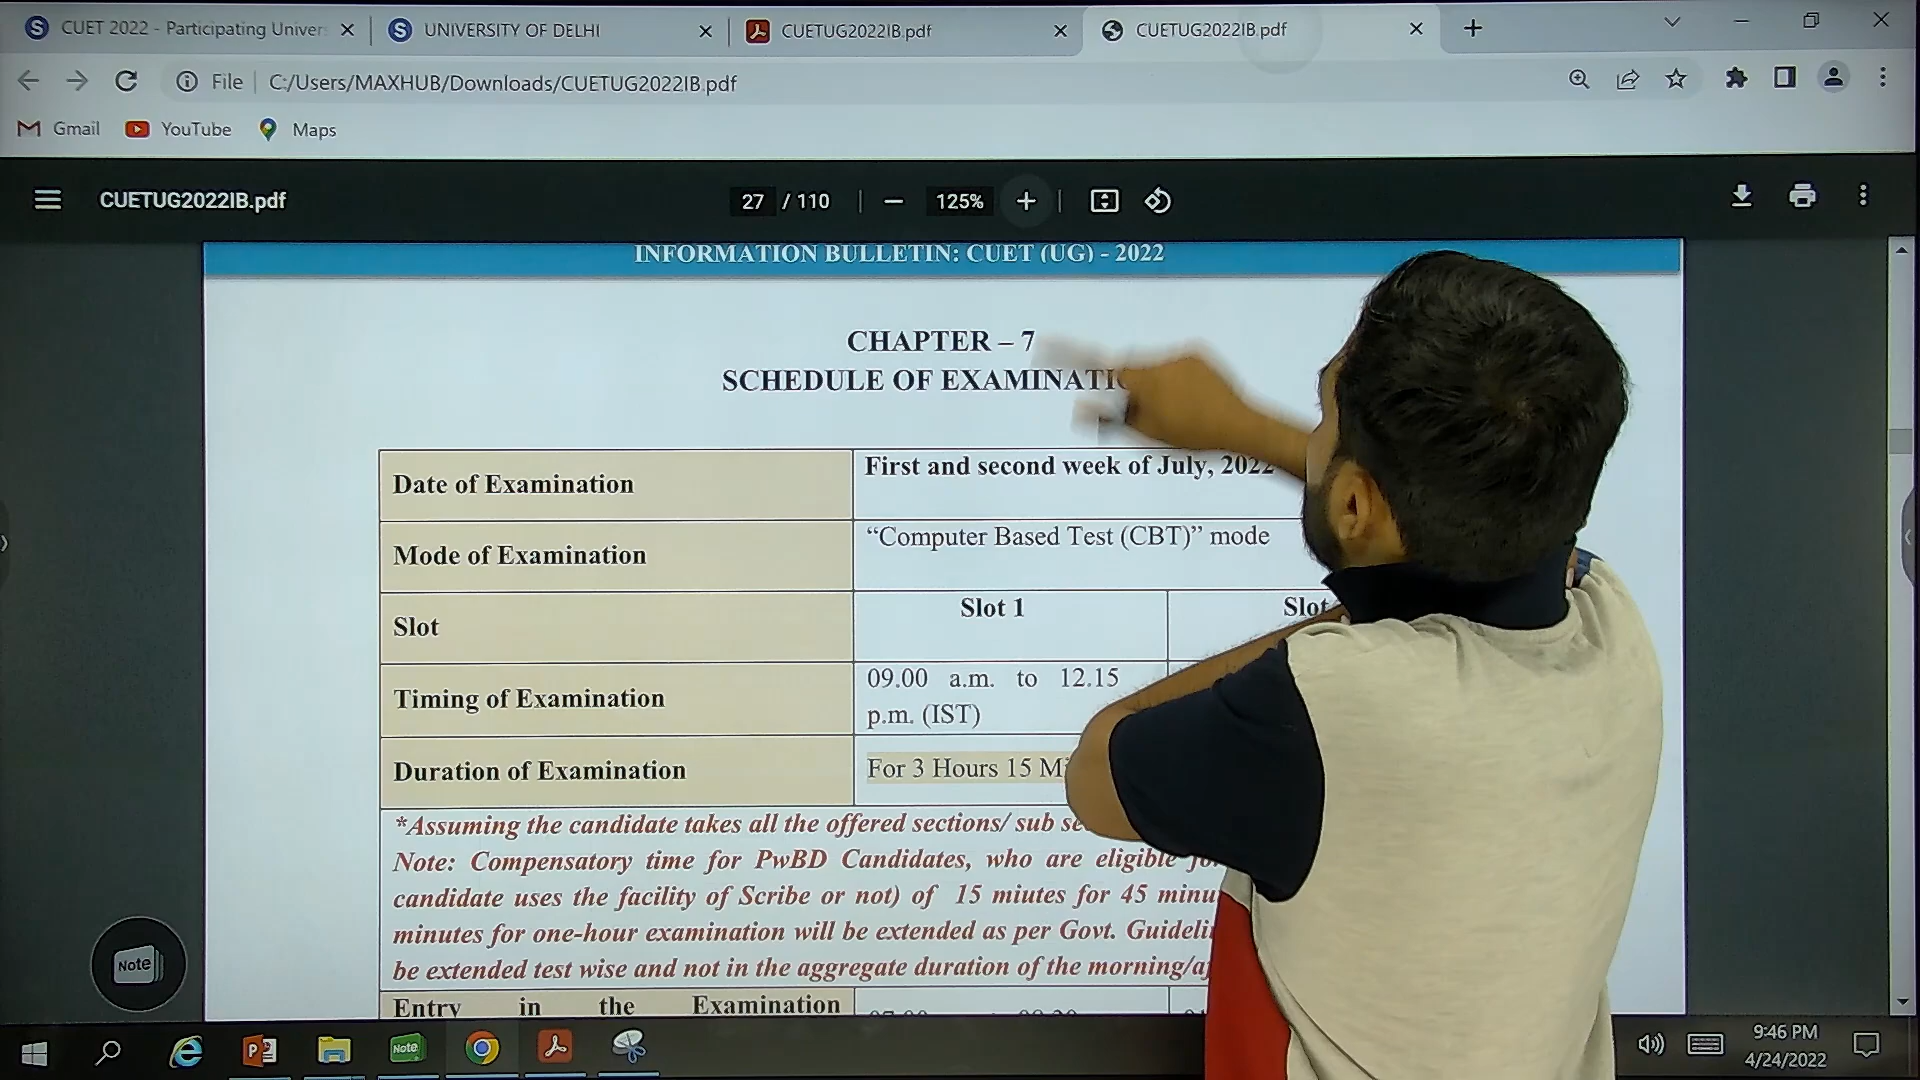 CUET 2022 - Participating Univer
UNIVERSITY OF DELHI
CUETUG2022IB.pdf
CUETUG2022IB.pdf
File
C:/Users/MAXHUB/Downloads/CUETUG2022IB.pdf
Gmail
YouTube
Maps
CUETUG2022IB.pdf
27 / 110
125%
INFORMATION BULLETIN: CUET (UG) - 2022
CHAPTER – 7
SCHEDULE OF EXAMINATIO
Date of Examination
First and second week of July, 2022
Mode of Examination
“Computer Based Test (CBT)” mode
Slot
Slot 1
Slot
Timing of Examination
09.00 a.m. to 12.15
p.m. (IST)
Duration of Examination
For 3 Hours 15 Mi
*Assuming the candidate takes all the offered sections/ sub se
Note: Compensatory time for PwBD Candidates, who are eligible fo
candidate uses the facility of Scribe or not) of 15 miutes for 45 minu
minutes for one-hour examination will be extended as per Govt. Guideli
be extended test wise and not in the aggregate duration of the morning/a
Entry in the Examination
Note
Note
9:46 PM
4/24/2022